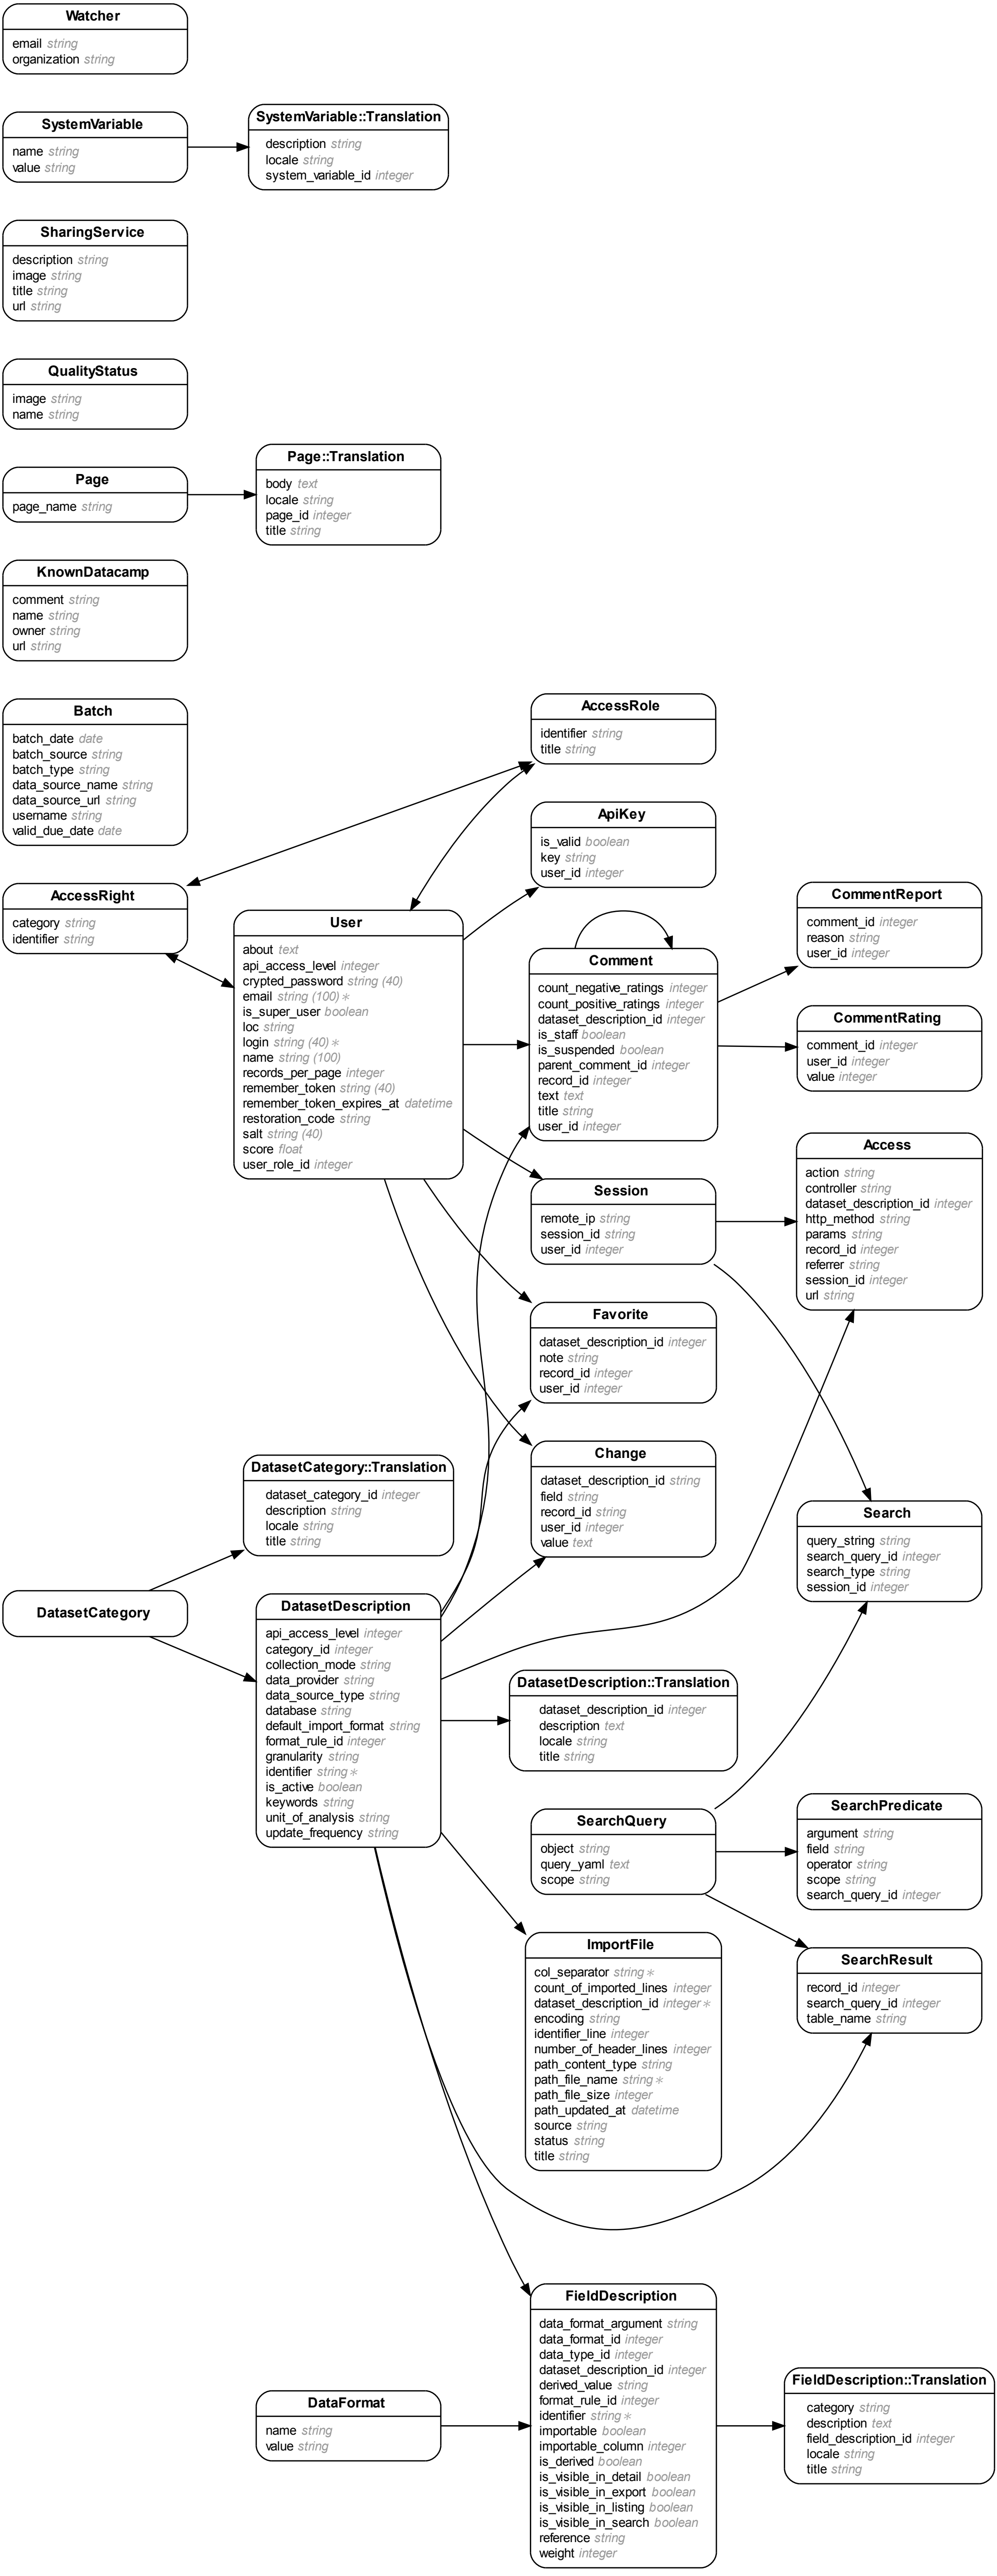 Watcher
email string
organization string
SystemVariable
name string
value string
SystemVariable::Translation
description string
locale string
system_variable_id integer
SharingService
description string
image string
title string
url string
QualityStatus
image string
name string
Page
page_name string
Page::Translation
body text
locale string
page_id integer
title string
KnownDatacamp
comment string
name string
owner string
url string
Batch
batch_date date
batch_source string
batch_type string
data_source_name string
data_source_url string
username string
valid_due_date date
AccessRole
identifier string
title string
ApiKey
is_valid boolean
key string
user_id integer
AccessRight
category string
identifier string
User
about text
api_access_level integer
crypted_password string (40)
email string (100) ∗
is_super_user boolean
loc string
login string (40) ∗
name string (100)
records_per_page integer
remember_token string (40)
remember_token_expires_at datetime
restoration_code string
salt string (40)
score float
user_role_id integer
Comment
count_negative_ratings integer
count_positive_ratings integer
dataset_description_id integer
is_staff boolean
is_suspended boolean
parent_comment_id integer
record_id integer
text text
title string
user_id integer
CommentReport
comment_id integer
reason string
user_id integer
CommentRating
comment_id integer
user_id integer
value integer
Access
action string
controller string
dataset_description_id integer
http_method string
params string
record_id integer
referrer string
session_id integer
url string
Session
remote_ip string
session_id string
user_id integer
Favorite
dataset_description_id integer
note string
record_id integer
user_id integer
Change
dataset_description_id string
field string
record_id string
user_id integer
value text
DatasetCategory::Translation
dataset_category_id integer
description string
locale string
title string
Search
query_string string
search_query_id integer
search_type string
session_id integer
DatasetCategory
DatasetDescription
api_access_level integer
category_id integer
collection_mode string
data_provider string
data_source_type string
database string
default_import_format string
format_rule_id integer
granularity string
identifier string ∗
is_active boolean
keywords string
unit_of_analysis string
update_frequency string
DatasetDescription::Translation
dataset_description_id integer
description text
locale string
title string
SearchQuery
object string
query_yaml text
scope string
SearchPredicate
argument string
field string
operator string
scope string
search_query_id integer
ImportFile
col_separator string ∗
count_of_imported_lines integer
dataset_description_id integer ∗
encoding string
identifier_line integer
number_of_header_lines integer
path_content_type string
path_file_name string ∗
path_file_size integer
path_updated_at datetime
source string
status string
title string
SearchResult
record_id integer
search_query_id integer
table_name string
FieldDescription
data_format_argument string
data_format_id integer
data_type_id integer
dataset_description_id integer
derived_value string
format_rule_id integer
identifier string ∗
importable boolean
importable_column integer
is_derived boolean
is_visible_in_detail boolean
is_visible_in_export boolean
is_visible_in_listing boolean
is_visible_in_search boolean
reference string
weight integer
DataFormat
name string
value string
FieldDescription::Translation
category string
description text
field_description_id integer
locale string
title string